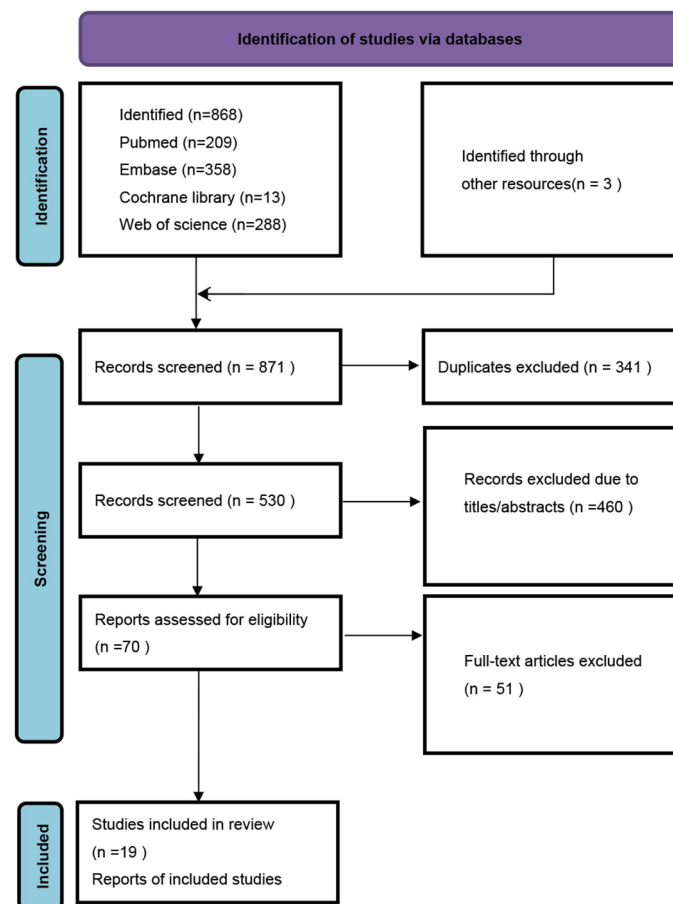 Identification of studies via databases
Identification
Identified (n=868)
Pubmed (n=209)
Embase (n=358)
Cochrane library (n=13)
Web of science (n=288)
Identified through
other resources(n = 3 )
Screening
Records screened (n = 871 )
Duplicates excluded (n = 341 )
Records screened (n = 530 )
Records excluded due to
titles/abstracts (n =460 )
Reports assessed for eligibility
(n =70 )
Full-text articles excluded
(n = 51 )
Included
Studies included in review
(n =19 )
Reports of included studies